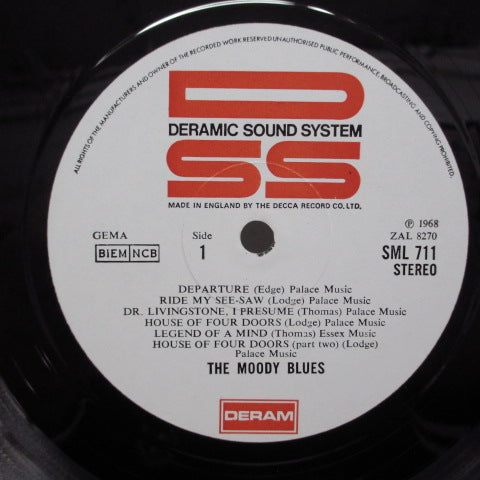 ALL RIGHTS OF THE MANUFACTURERS AND OWNER OF THE RECORDED WORK RESERVED UNAUTHORISED PUBLIC PERFORMANCE, BROADCASTING AND COPYING PROHIBITED.
D
DERAMIC SOUND SYSTEM
SS
MADE IN ENGLAND BY THE DECCA RECORD CO. LTD.
GEMA
BIEM NCB
Side
1
℗ 1968
ZAL 8270
SML 711
STEREO
DEPARTURE (Edge) Palace Music
RIDE MY SEE-SAW (Lodge) Palace Music
DR. LIVINGSTONE, I PRESUME (Thomas) Palace Music
HOUSE OF FOUR DOORS (Lodge) Palace Music
LEGEND OF A MIND (Thomas) Essex Music
HOUSE OF FOUR DOORS (part two) (Lodge)
Palace Music
THE MOODY BLUES
DERAM